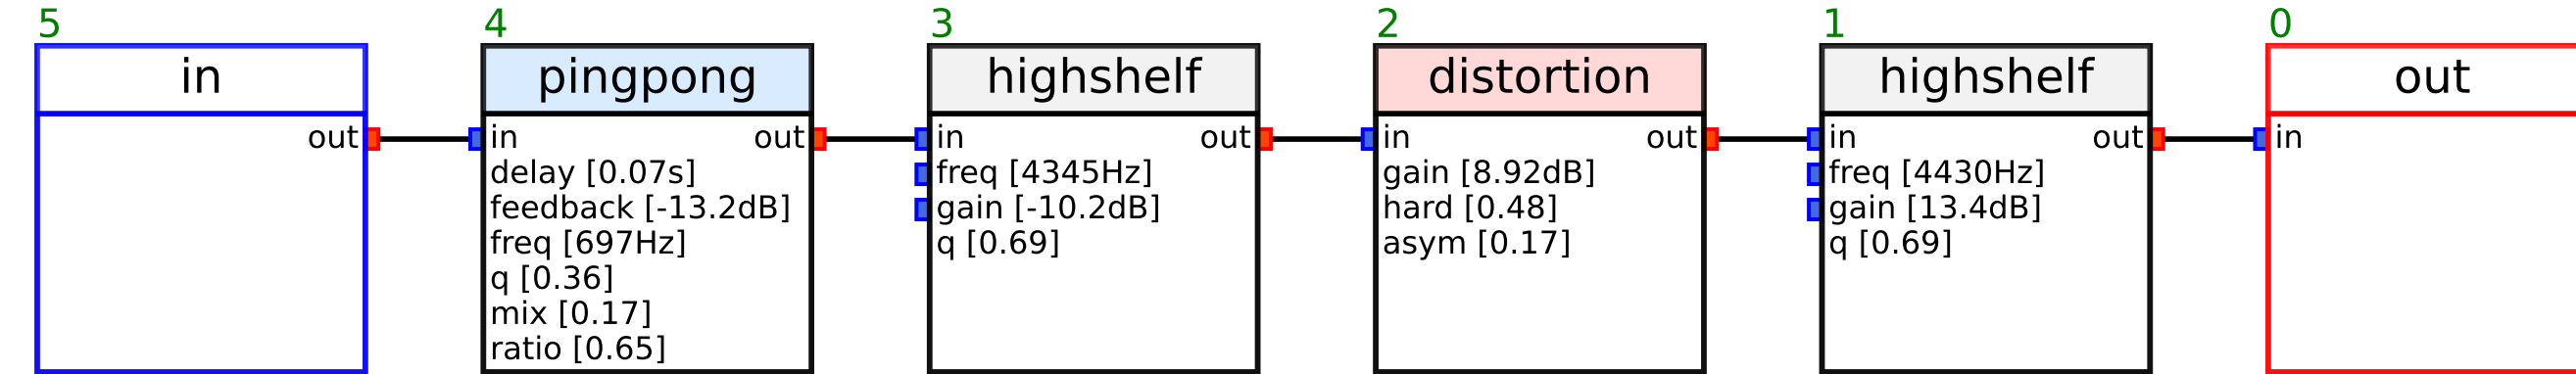 5
in
out
4
pingpong
in out
delay [0.07s]
feedback [-13.2dB]
freq [697Hz]
q [0.36]
mix [0.17]
ratio [0.65]
3
highshelf
in out
freq [4345Hz]
gain [-10.2dB]
q [0.69]
2
distortion
in out
gain [8.92dB]
hard [0.48]
asym [0.17]
1
highshelf
in out
freq [4430Hz]
gain [13.4dB]
q [0.69]
0
out
in